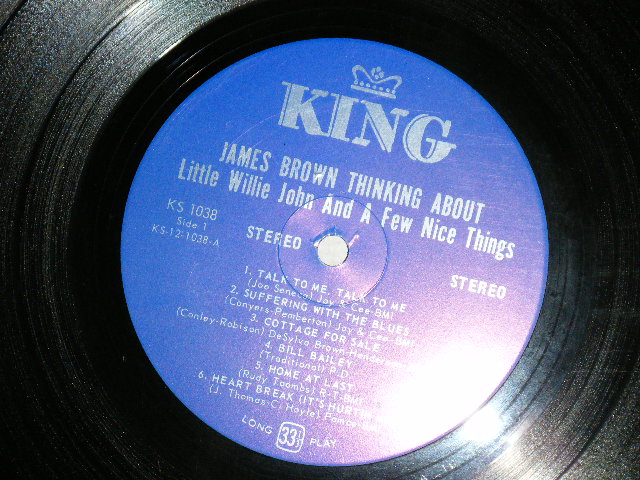 KING
JAMES BROWN THINKING ABOUT
Little Willie John And A Few Nice Things
KS 1038
Side 1
KS-12-1038-A
STEREO
STEREO
1. TALK TO ME, TALK TO ME
(Joe Seneca) Jay & Cee-BMI
2. SUFFERING WITH THE BLUES
(Conyers-Pemberton) Jay & Cee-BMI
3. COTTAGE FOR SALE
(Conley-Robison) DeSylva Brown-Henderson
4. BILL BAILEY
(Traditional) P.D.
5. HOME AT LAST
(Rudy Toombs) R-T-BMI
6. HEART BREAK (IT'S HURTIN'
(J. Thomas-C. Hayle)
LONG 33⅓ PLAY